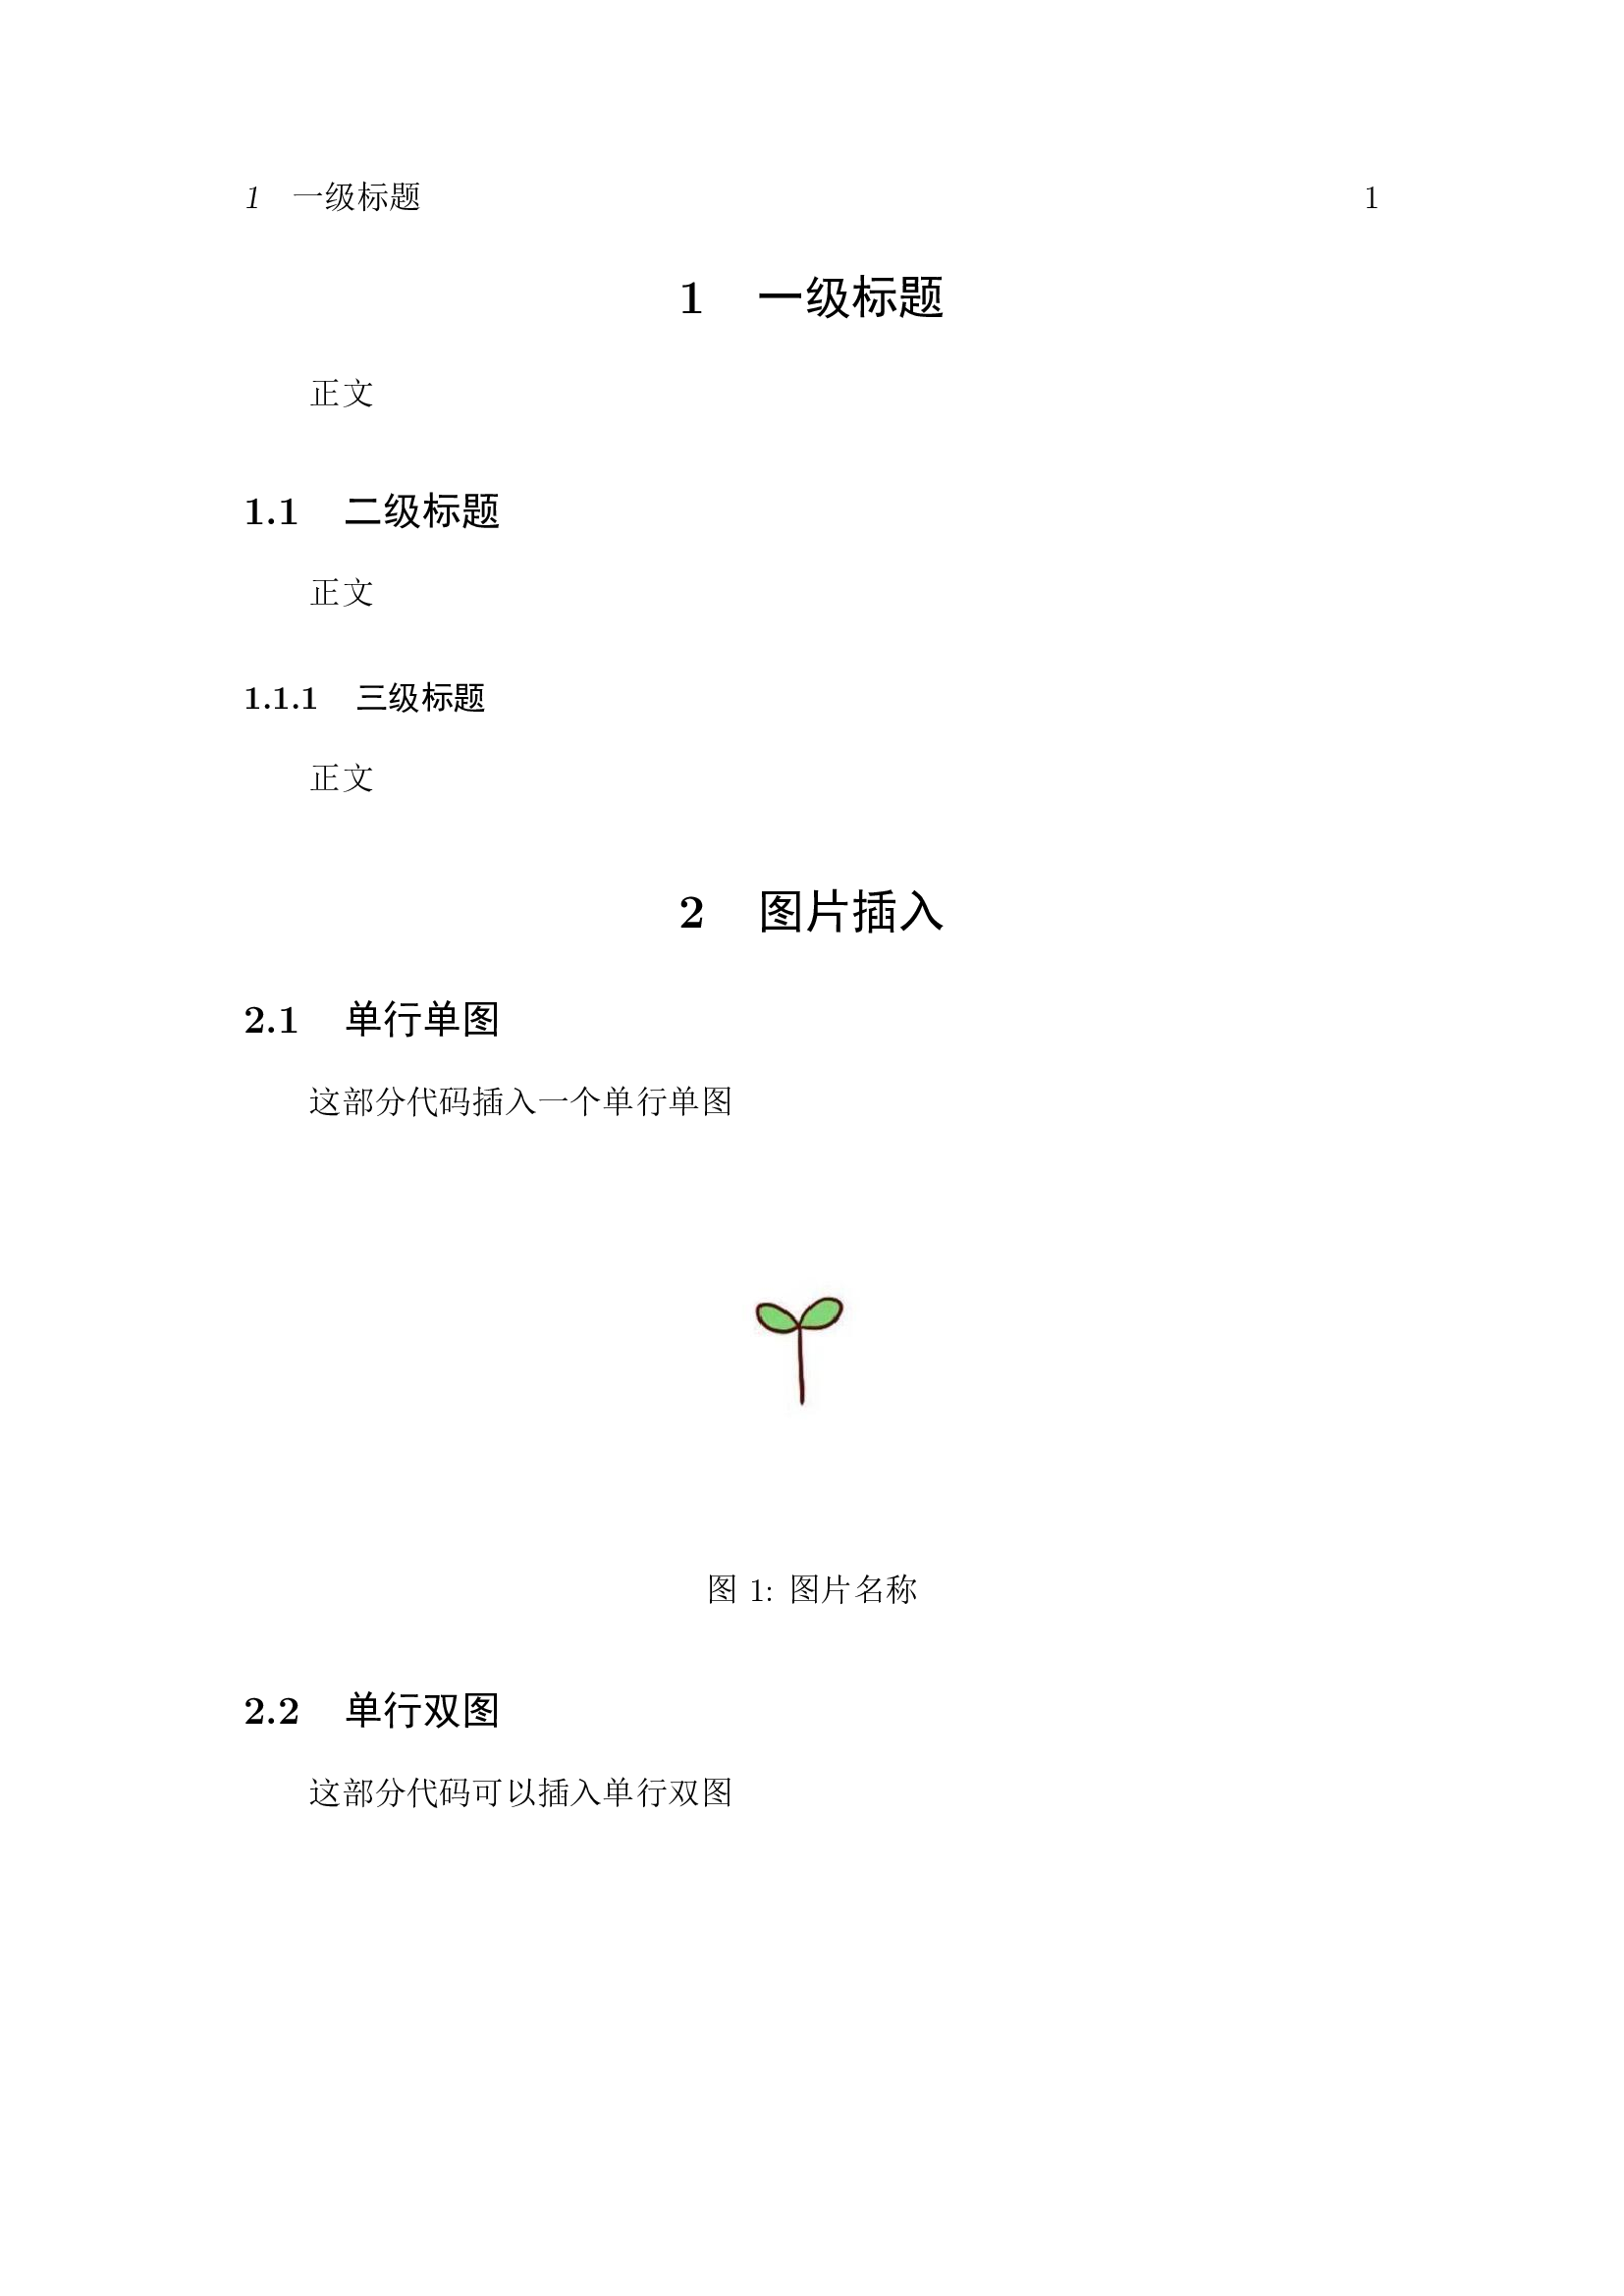 1 一级标题 1
1 一级标题
正文
1.1 二级标题
正文
1.1.1 三级标题
正文
2 图片插入
2.1 单行单图
这部分代码插入一个单行单图
图 1: 图片名称
2.2 单行双图
这部分代码可以插入单行双图